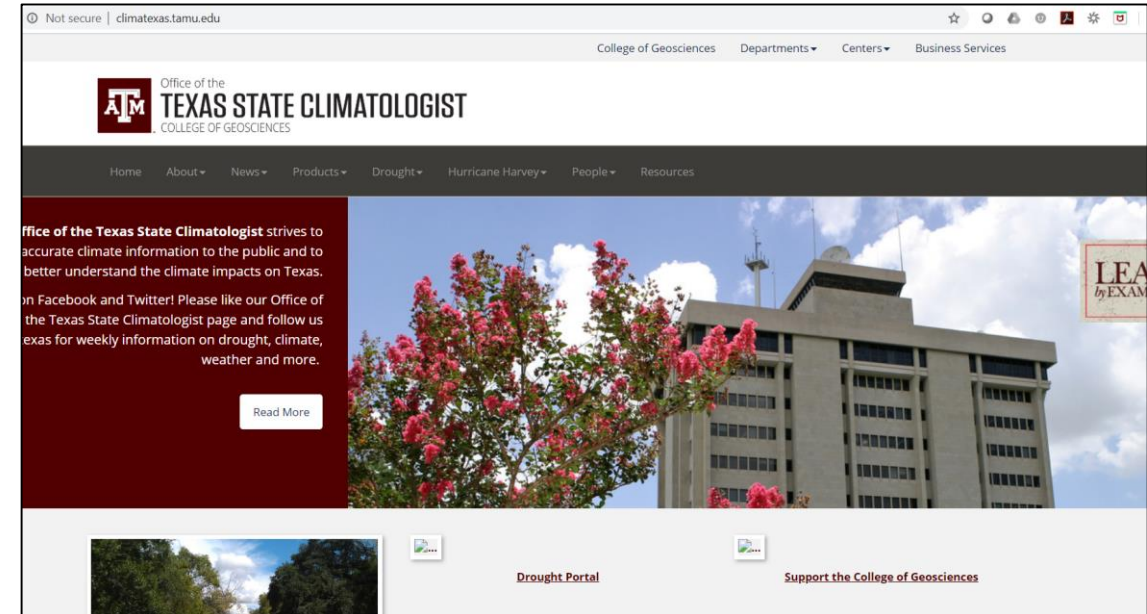 Not secure | climatexas.tamu.edu
College of Geosciences Departments Centers Business Services
Office of the
ĀM TEXAS STATE CLIMATOLOGIST
COLLEGE OF GEOSCIENCES
Home About News Products Drought Hurricane Harvey People Resources
ffice of the Texas State Climatologist strives to
accurate climate information to the public and to
better understand the climate impacts on Texas.
on Facebook and Twitter! Please like our Office of
the Texas State Climatologist page and follow us
exas for weekly information on drought, climate,
weather and more.
Read More
LEA
by EXAM
Drought Portal Support the College of Geosciences